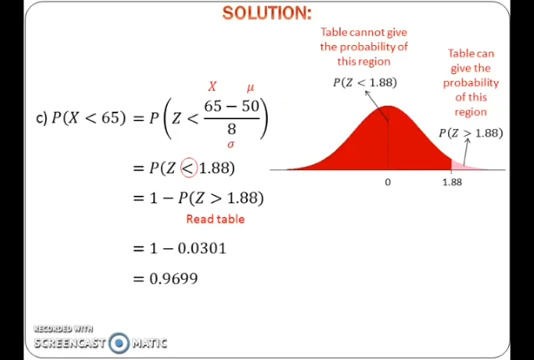 SOLUTION:
c) P(X < 65) = P(Z < (65 − 50)/8)
X μ
σ
= P(Z < 1.88)
= 1 − P(Z > 1.88)
Read table
= 1 − 0.0301
= 0.9699
Table cannot give
the probability of
this region
P(Z < 1.88)
Table can
give the
probability
of this
region
P(Z > 1.88)
0 1.88
RECORDED WITH
SCREENCAST MATIC